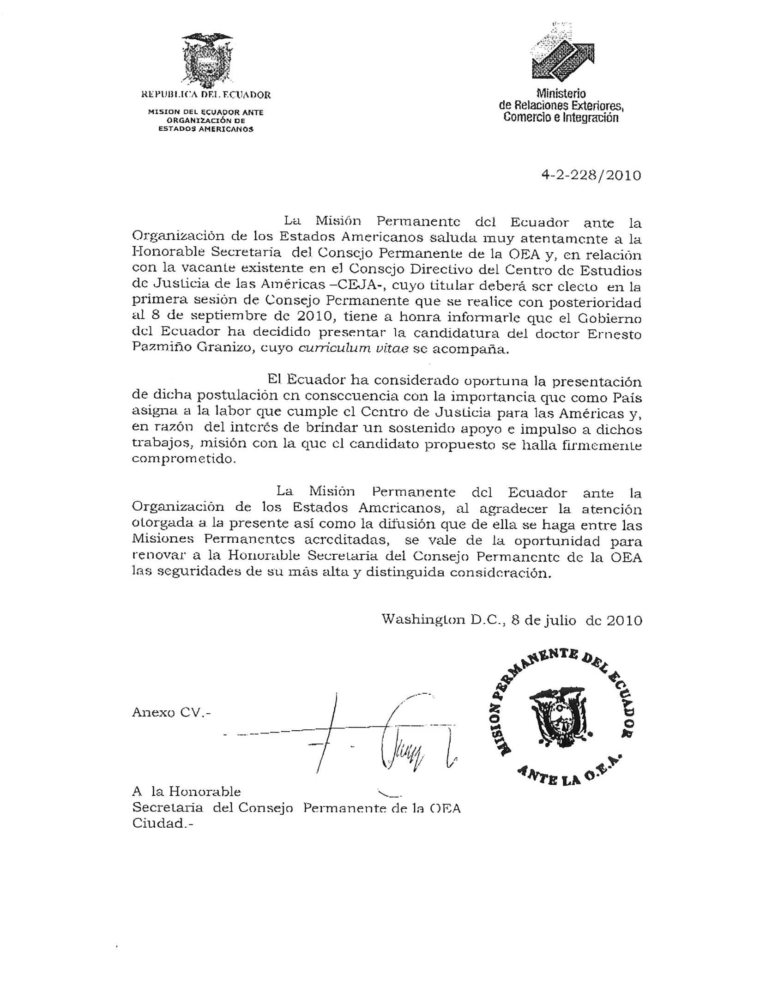 REPUBLICA DEL ECUADOR
MISION DEL ECUADOR ANTE
ORGANIZACIÓN DE
ESTADOS AMERICANOS
Ministerio
de Relaciones Exteriores,
Comercio e Integración
4-2-228/2010
La Misión Permanente del Ecuador ante la
Organización de los Estados Americanos saluda muy atentamente a la
Honorable Secretaría del Consejo Permanente de la OEA y, en relación
con la vacante existente en el Consejo Directivo del Centro de Estudios
de Justicia de las Américas –CEJA-, cuyo titular deberá ser electo en la
primera sesión de Consejo Permanente que se realice con posterioridad
al 8 de septiembre de 2010, tiene a honra informarle que el Gobierno
del Ecuador ha decidido presentar la candidatura del doctor Ernesto
Pazmiño Granizo, cuyo curriculum vitae se acompaña.
El Ecuador ha considerado oportuna la presentación
de dicha postulación en consecuencia con la importancia que como País
asigna a la labor que cumple el Centro de Justicia para las Américas y,
en razón del interés de brindar un sostenido apoyo e impulso a dichos
trabajos, misión con la que el candidato propuesto se halla firmemente
comprometido.
La Misión Permanente del Ecuador ante la
Organización de los Estados Americanos, al agradecer la atención
otorgada a la presente así como la difusión que de ella se haga entre las
Misiones Permanentes acreditadas, se vale de la oportunidad para
renovar a la Honorable Secretaria del Consejo Permanente de la OEA
las seguridades de su más alta y distinguida consideración.
Washington D.C., 8 de julio de 2010
MISION PERMANENTE DEL ECUADOR
ANTE LA O.E.A.
Anexo CV.-
A la Honorable
Secretaria del Consejo Permanente de la OEA
Ciudad.-